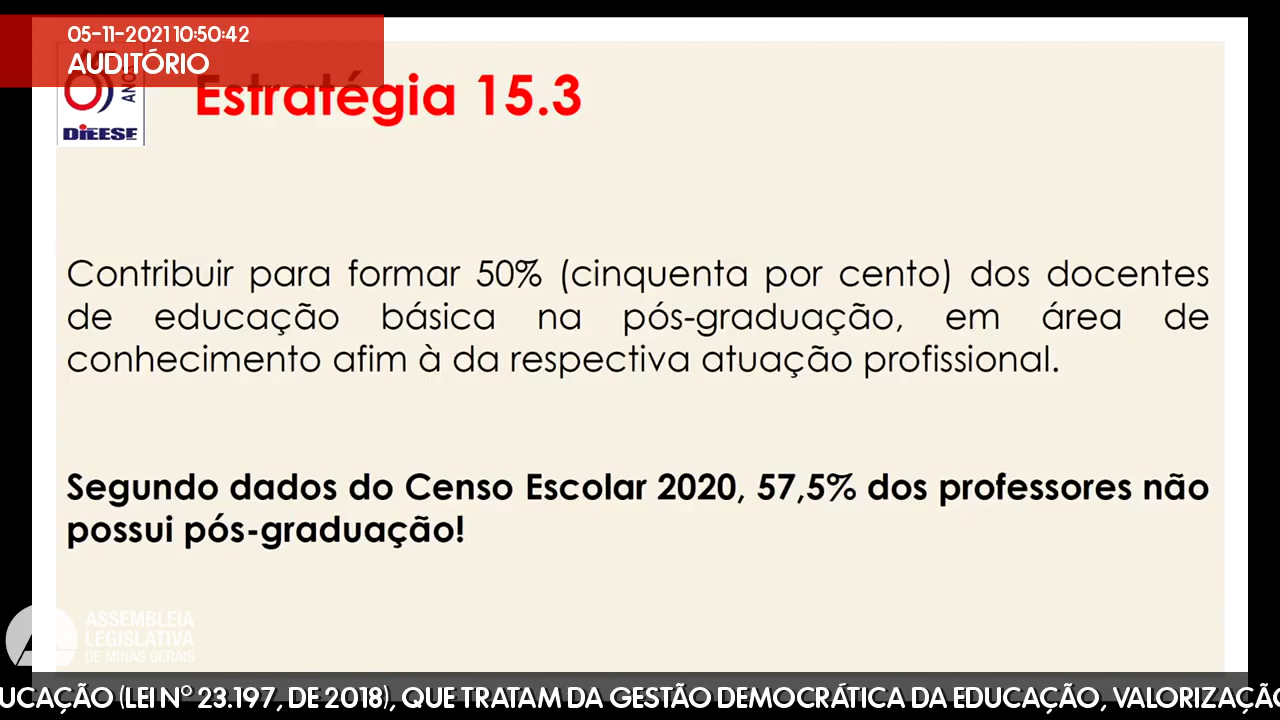 05-11-2021 10:50:42
AUDITÓRIO
ANOS
DIEESE
Estratégia 15.3
Contribuir para formar 50% (cinquenta por cento) dos docentes
de educação básica na pós-graduação, em área de
conhecimento afim à da respectiva atuação profissional.
Segundo dados do Censo Escolar 2020, 57,5% dos professores não
possui pós-graduação!
ASSEMBLEIA
LEGISLATIVA
DE MINAS GERAIS
UCAÇÃO (LEI Nº 23.197, DE 2018), QUE TRATAM DA GESTÃO DEMOCRÁTICA DA EDUCAÇÃO, VALORIZAÇÃO